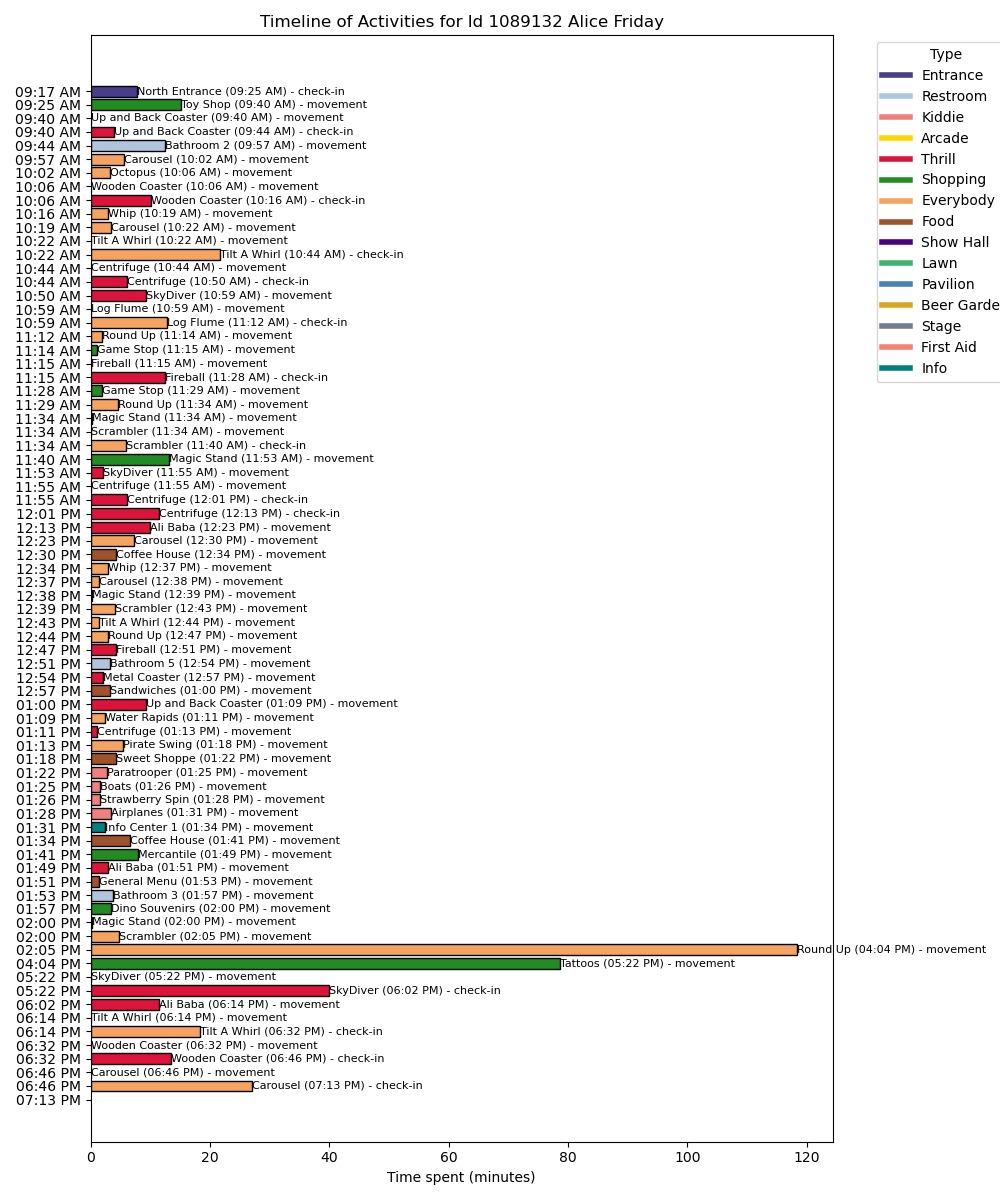 Timeline of Activities for Id 1089132 Alice Friday
09:17 AM North Entrance (09:25 AM) - check-in
09:25 AM Toy Shop (09:40 AM) - movement
09:40 AM Up and Back Coaster (09:40 AM) - movement
09:40 AM Up and Back Coaster (09:44 AM) - check-in
09:44 AM Bathroom 2 (09:57 AM) - movement
09:57 AM Carousel (10:02 AM) - movement
10:02 AM Octopus (10:06 AM) - movement
10:06 AM Wooden Coaster (10:06 AM) - movement
10:06 AM Wooden Coaster (10:16 AM) - check-in
10:16 AM Whip (10:19 AM) - movement
10:19 AM Carousel (10:22 AM) - movement
10:22 AM Tilt A Whirl (10:22 AM) - movement
10:22 AM Tilt A Whirl (10:44 AM) - check-in
10:44 AM Centrifuge (10:44 AM) - movement
10:44 AM Centrifuge (10:50 AM) - check-in
10:50 AM SkyDiver (10:59 AM) - movement
10:59 AM Log Flume (10:59 AM) - movement
10:59 AM Log Flume (11:12 AM) - check-in
11:12 AM Round Up (11:14 AM) - movement
11:14 AM Game Stop (11:15 AM) - movement
11:15 AM Fireball (11:15 AM) - movement
11:15 AM Fireball (11:28 AM) - check-in
11:28 AM Game Stop (11:29 AM) - movement
11:29 AM Round Up (11:34 AM) - movement
11:34 AM Magic Stand (11:34 AM) - movement
11:34 AM Scrambler (11:34 AM) - movement
11:34 AM Scrambler (11:40 AM) - check-in
11:40 AM Magic Stand (11:53 AM) - movement
11:53 AM SkyDiver (11:55 AM) - movement
11:55 AM Centrifuge (11:55 AM) - movement
11:55 AM Centrifuge (12:01 PM) - check-in
12:01 PM Centrifuge (12:13 PM) - check-in
12:13 PM Ali Baba (12:23 PM) - movement
12:23 PM Carousel (12:30 PM) - movement
12:30 PM Coffee House (12:34 PM) - movement
12:34 PM Whip (12:37 PM) - movement
12:37 PM Carousel (12:38 PM) - movement
12:38 PM Magic Stand (12:39 PM) - movement
12:39 PM Scrambler (12:43 PM) - movement
12:43 PM Tilt A Whirl (12:44 PM) - movement
12:44 PM Round Up (12:47 PM) - movement
12:47 PM Fireball (12:51 PM) - movement
12:51 PM Bathroom 5 (12:54 PM) - movement
12:54 PM Metal Coaster (12:57 PM) - movement
12:57 PM Sandwiches (01:00 PM) - movement
01:00 PM Up and Back Coaster (01:09 PM) - movement
01:09 PM Water Rapids (01:11 PM) - movement
01:11 PM Centrifuge (01:13 PM) - movement
01:13 PM Pirate Swing (01:18 PM) - movement
01:18 PM Sweet Shoppe (01:22 PM) - movement
01:22 PM Paratrooper (01:25 PM) - movement
01:25 PM Boats (01:26 PM) - movement
01:26 PM Strawberry Spin (01:28 PM) - movement
01:28 PM Airplanes (01:31 PM) - movement
01:31 PM Info Center 1 (01:34 PM) - movement
01:34 PM Coffee House (01:41 PM) - movement
01:41 PM Mercantile (01:49 PM) - movement
01:49 PM Ali Baba (01:51 PM) - movement
01:51 PM General Menu (01:53 PM) - movement
01:53 PM Bathroom 3 (01:57 PM) - movement
01:57 PM Dino Souvenirs (02:00 PM) - movement
02:00 PM Magic Stand (02:00 PM) - movement
02:00 PM Scrambler (02:05 PM) - movement
02:05 PM Round Up (04:04 PM) - movement
04:04 PM Tattoos (05:22 PM) - movement
05:22 PM SkyDiver (05:22 PM) - movement
05:22 PM SkyDiver (06:02 PM) - check-in
06:02 PM Ali Baba (06:14 PM) - movement
06:14 PM Tilt A Whirl (06:14 PM) - movement
06:14 PM Tilt A Whirl (06:32 PM) - check-in
06:32 PM Wooden Coaster (06:32 PM) - movement
06:32 PM Wooden Coaster (06:46 PM) - check-in
06:46 PM Carousel (06:46 PM) - movement
06:46 PM Carousel (07:13 PM) - check-in
07:13 PM
0 20 40 60 80 100 120
Time spent (minutes)
Type
Entrance
Restroom
Kiddie
Arcade
Thrill
Shopping
Everybody
Food
Show Hall
Lawn
Pavilion
Beer Garde
Stage
First Aid
Info